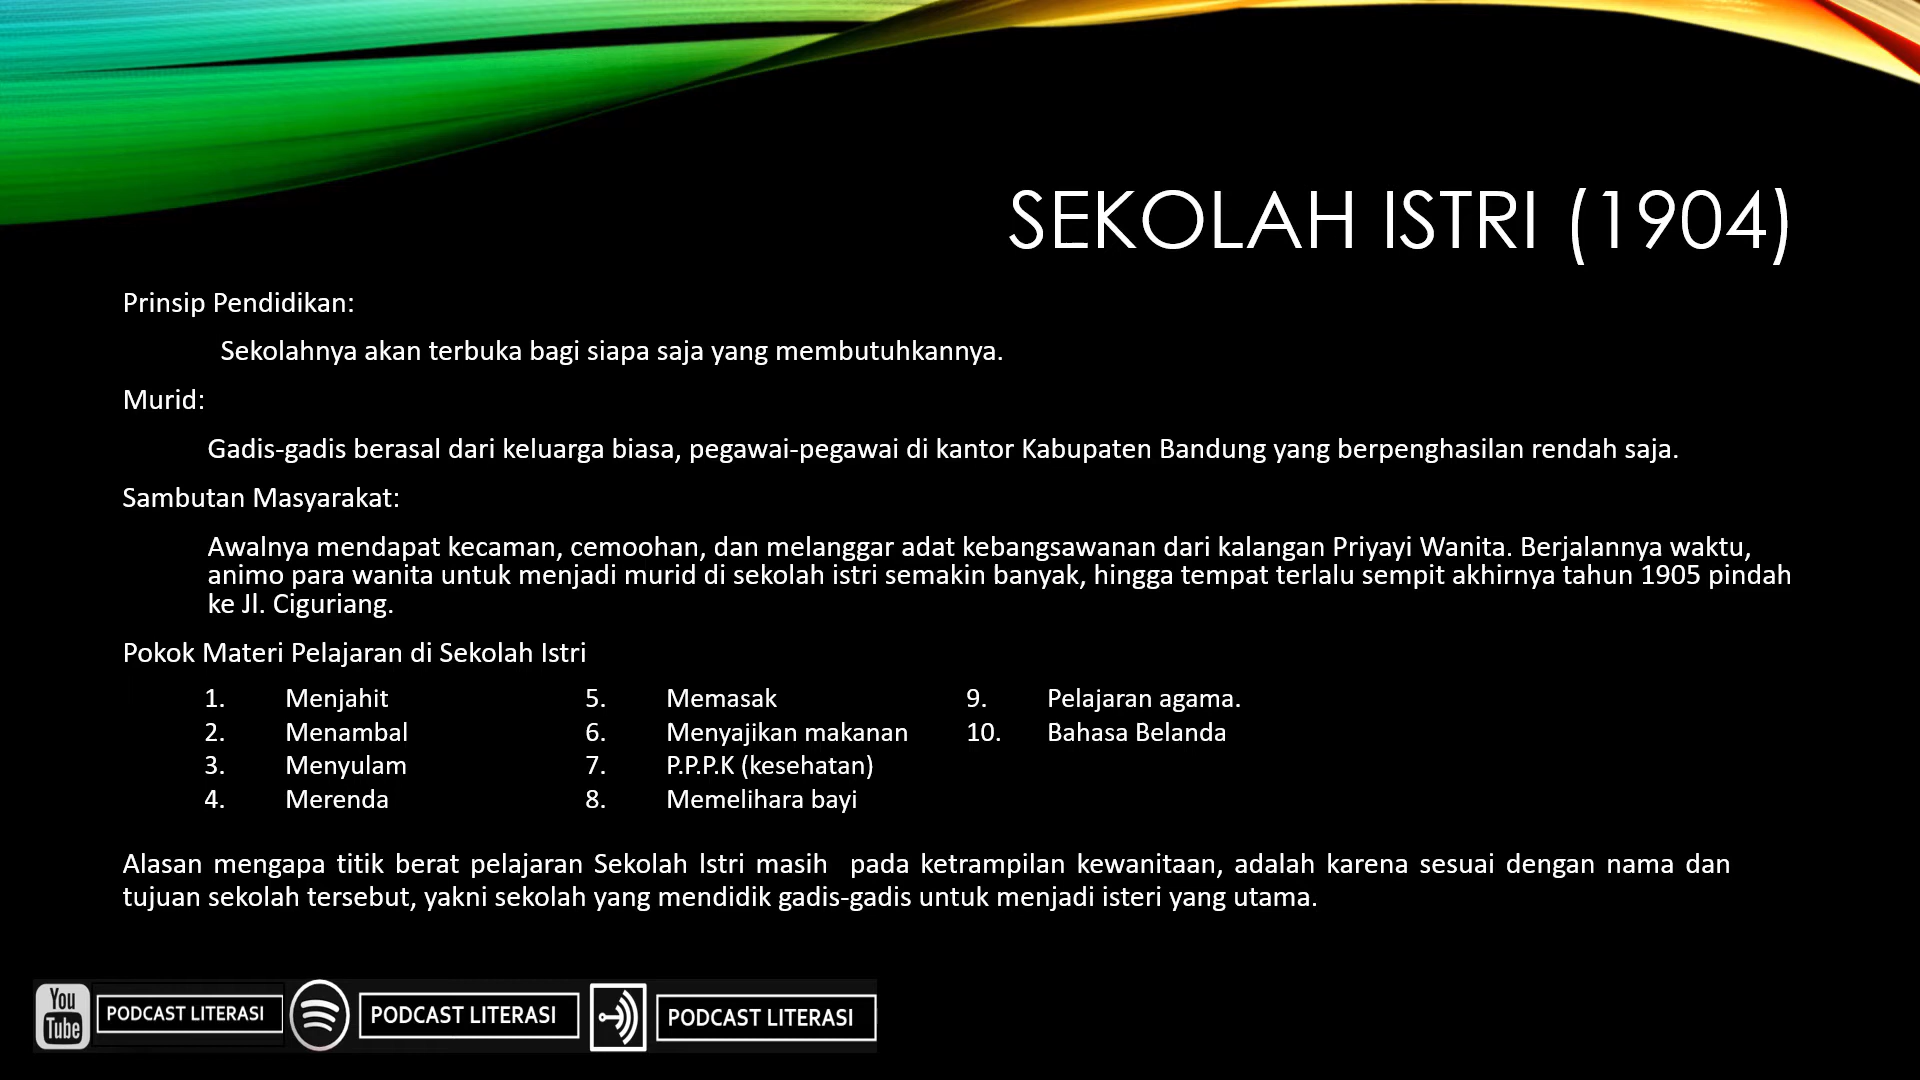 SEKOLAH ISTRI (1904)
Prinsip Pendidikan:
Sekolahnya akan terbuka bagi siapa saja yang membutuhkannya.
Murid:
Gadis-gadis berasal dari keluarga biasa, pegawai-pegawai di kantor Kabupaten Bandung yang berpenghasilan rendah saja.
Sambutan Masyarakat:
Awalnya mendapat kecaman, cemoohan, dan melanggar adat kebangsawanan dari kalangan Priyayi Wanita. Berjalannya waktu,
animo para wanita untuk menjadi murid di sekolah istri semakin banyak, hingga tempat terlalu sempit akhirnya tahun 1905 pindah
ke Jl. Ciguriang.
Pokok Materi Pelajaran di Sekolah Istri
1. Menjahit
2. Menambal
3. Menyulam
4. Merenda
5. Memasak
6. Menyajikan makanan
7. P.P.P.K (kesehatan)
8. Memelihara bayi
9. Pelajaran agama.
10. Bahasa Belanda
Alasan mengapa titik berat pelajaran Sekolah lstri masih pada ketrampilan kewanitaan, adalah karena sesuai dengan nama dan
tujuan sekolah tersebut, yakni sekolah yang mendidik gadis-gadis untuk menjadi isteri yang utama.
You
Tube
PODCAST LITERASI
PODCAST LITERASI
PODCAST LITERASI